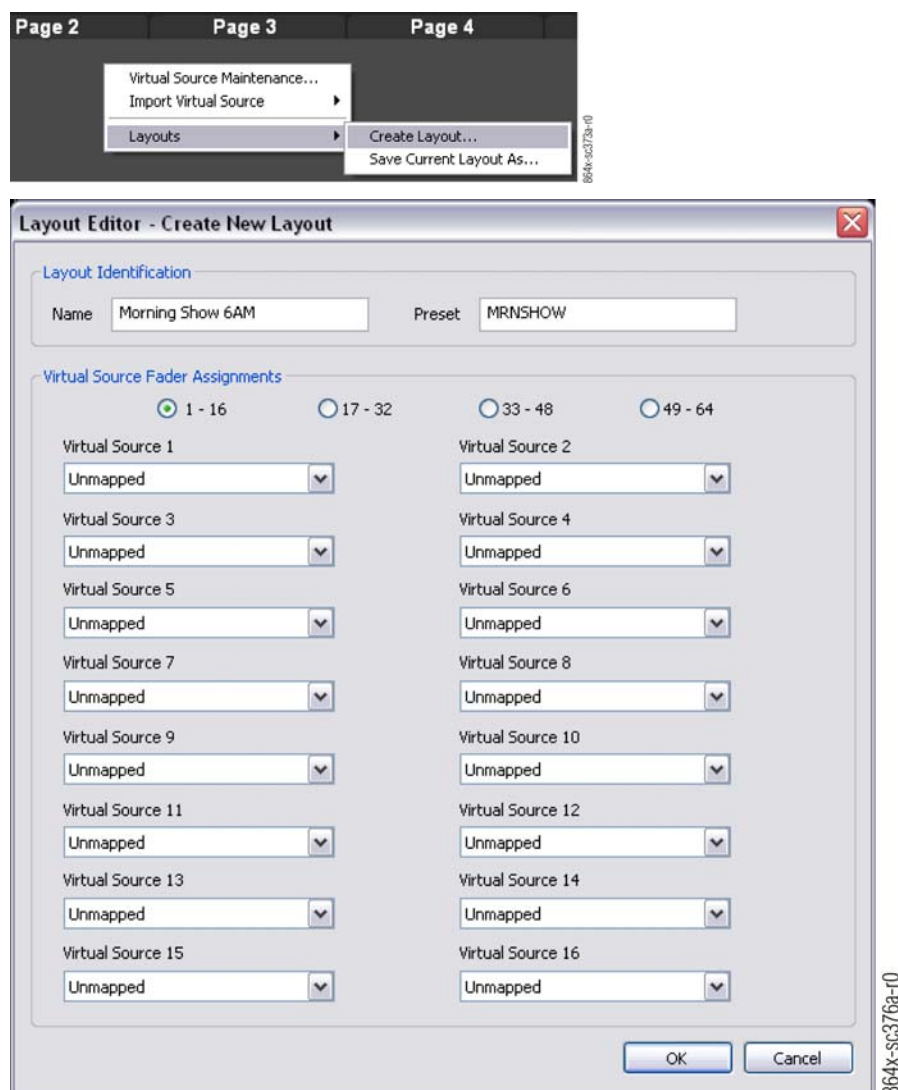 Page 2 Page 3 Page 4
Virtual Source Maintenance...
Import Virtual Source
Layouts
Create Layout...
Save Current Layout As...
864x-sc373a-r0
Layout Editor - Create New Layout
Layout Identification
Name Morning Show 6AM Preset MRNSHOW
Virtual Source Fader Assignments
1 - 16 17 - 32 33 - 48 49 - 64
Virtual Source 1 Virtual Source 2
Unmapped Unmapped
Virtual Source 3 Virtual Source 4
Unmapped Unmapped
Virtual Source 5 Virtual Source 6
Unmapped Unmapped
Virtual Source 7 Virtual Source 8
Unmapped Unmapped
Virtual Source 9 Virtual Source 10
Unmapped Unmapped
Virtual Source 11 Virtual Source 12
Unmapped Unmapped
Virtual Source 13 Virtual Source 14
Unmapped Unmapped
Virtual Source 15 Virtual Source 16
Unmapped Unmapped
OK Cancel
864x-sc376a-r0